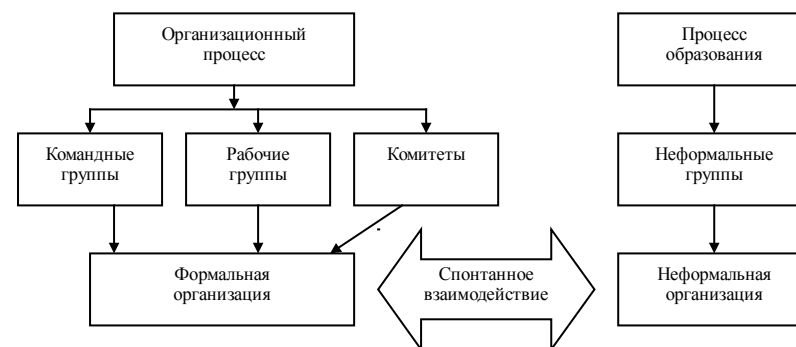 Организационный
процесс
Процесс
образования
Командные
группы
Рабочие
группы
Комитеты
Неформальные
группы
Формальная
организация
Спонтанное
взаимодействие
Неформальная
организация